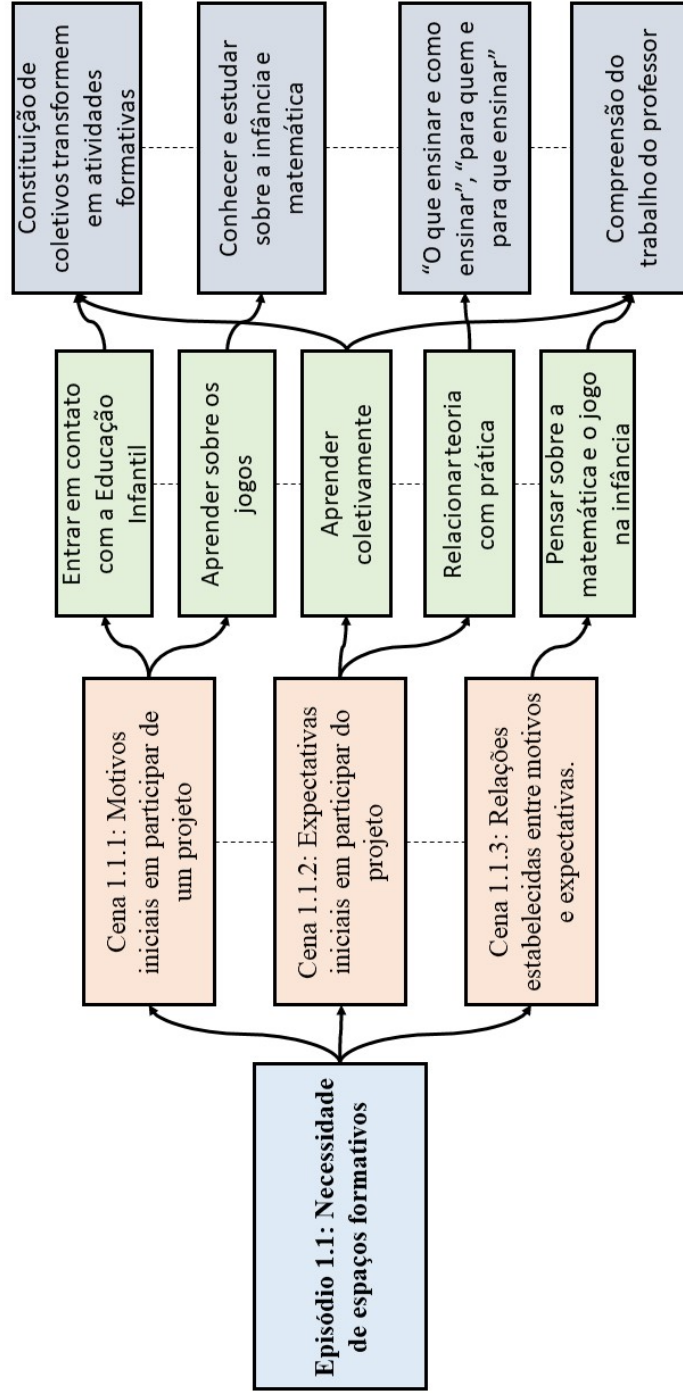 Episódio 1.1: Necessidade
de espaços formativos
Cena 1.1.1: Motivos
iniciais em participar de
um projeto
Cena 1.1.2: Expectativas
iniciais em participar do
projeto
Cena 1.1.3: Relações
estabelecidas entre motivos
e expectativas.
Entrar em contato
com a Educação
Infantil
Aprender sobre os
jogos
Aprender
coletivamente
Relacionar teoria
com prática
Pensar sobre a
matemática e o jogo
na infância
Constituição de
coletivos transformem
em atividades
formativas
Conhecer e estudar
sobre a infância e
matemática
“O que ensinar e como
ensinar”, “para quem e
para que ensinar”
Compreensão do
trabalho do professor